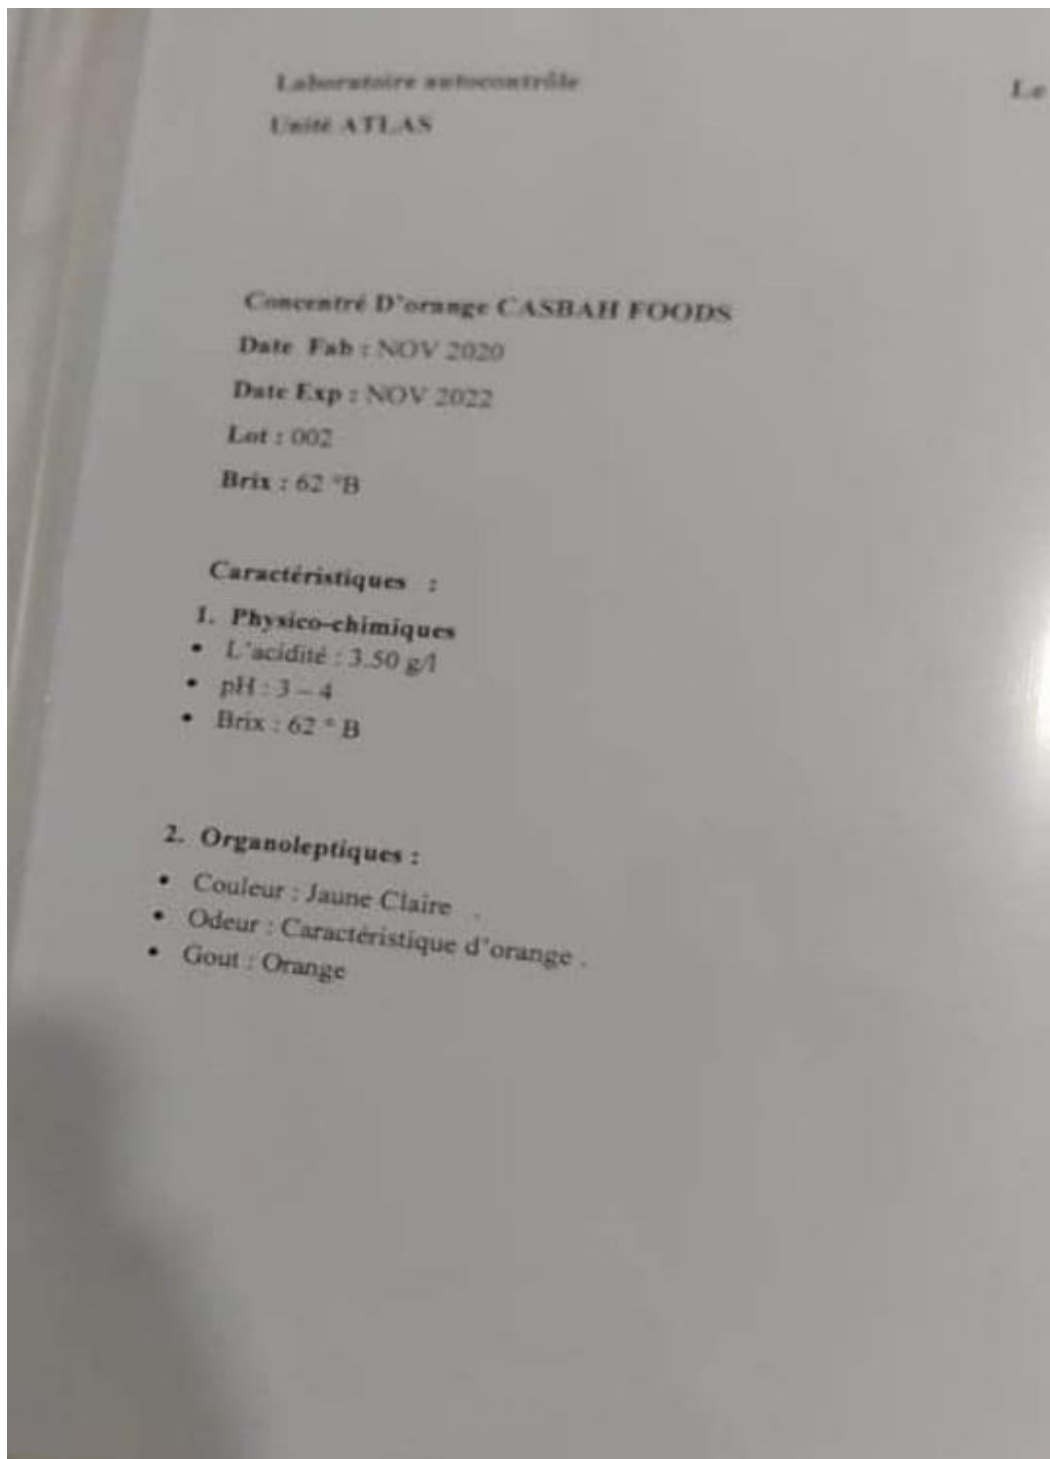 Laboratoire autocontrôle
Le
Unité ATLAS
Concentré D'orange CASBAH FOODS
Date Fab : NOV 2020
Date Exp : NOV 2022
Lot : 002
Brix : 62 °B
Caractéristiques :
1. Physico-chimiques
• L'acidité : 3.50 g/l
• pH : 3 – 4
• Brix : 62 ° B
2. Organoleptiques :
• Couleur : Jaune Claire .
• Odeur : Caractéristique d'orange .
• Gout : Orange